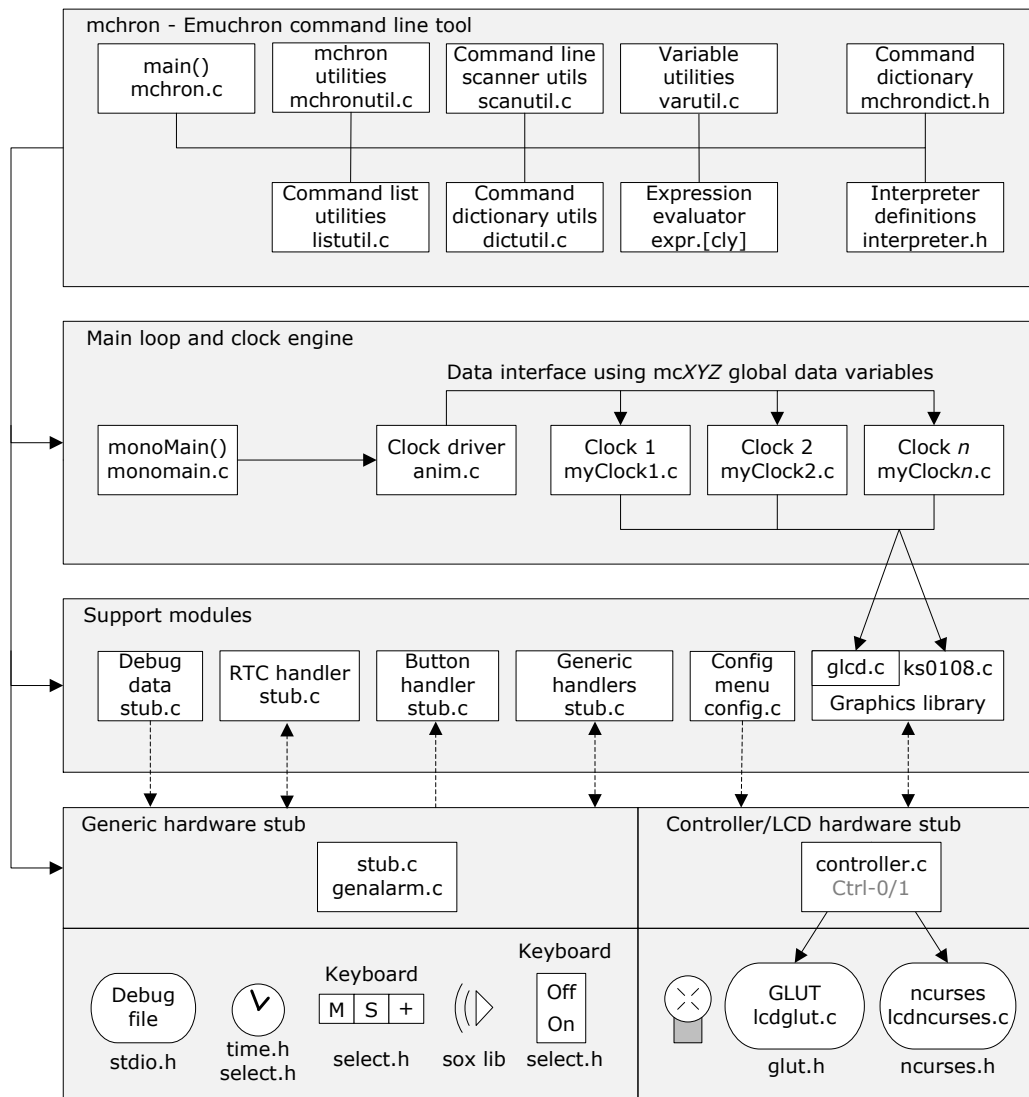 mchron - Emuchron command line tool
main()
mchron.c
mchron
utilities
mchronutil.c
Command line
scanner utils
scanutil.c
Variable
utilities
varutil.c
Command
dictionary
mchrondict.h
Command list
utilities
listutil.c
Command
dictionary utils
dictutil.c
Expression
evaluator
expr.[cly]
Interpreter
definitions
interpreter.h
Main loop and clock engine
Data interface using mcXYZ global data variables
monoMain()
monomain.c
Clock driver
anim.c
Clock 1
myClock1.c
Clock 2
myClock2.c
Clock n
myClockn.c
Support modules
Debug
data
stub.c
RTC handler
stub.c
Button
handler
stub.c
Generic
handlers
stub.c
Config
menu
config.c
glcd.c
ks0108.c
Graphics library
Generic hardware stub
stub.c
genalarm.c
Controller/LCD hardware stub
controller.c
Ctrl-0/1
Debug
file
stdio.h
time.h
select.h
Keyboard
M S +
select.h
sox lib
Keyboard
Off
On
select.h
GLUT
lcdglut.c
glut.h
ncurses
lcdncurses.c
ncurses.h